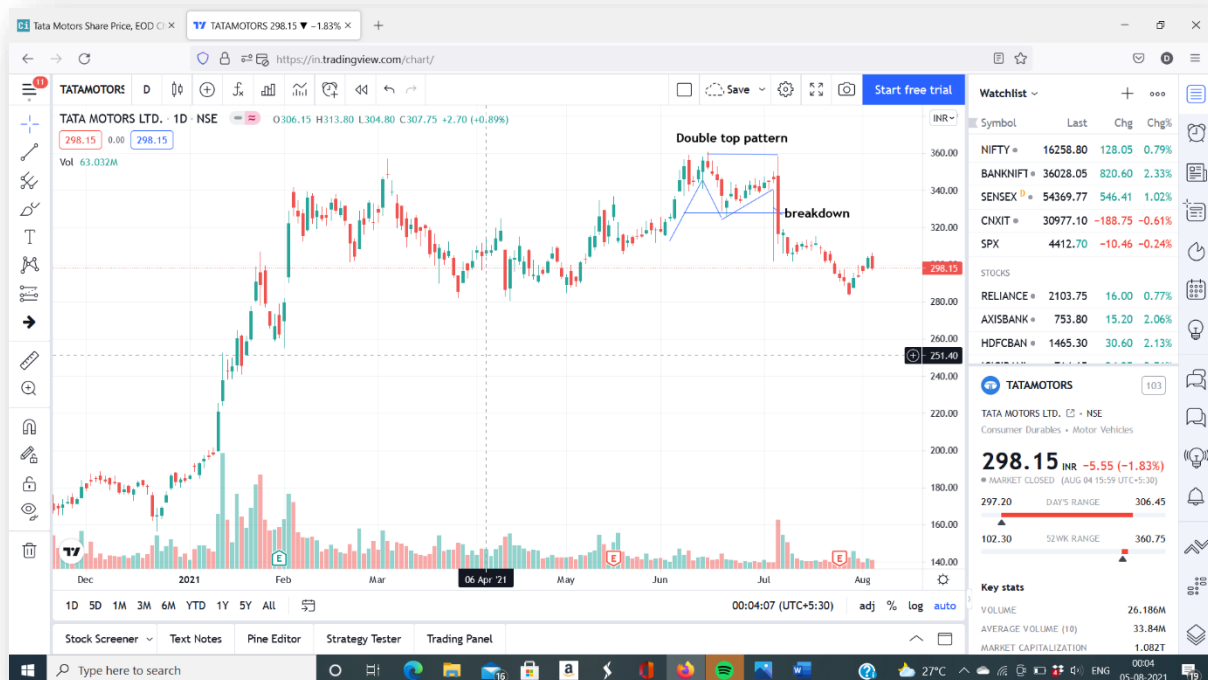 Tata Motors Share Price, EOD C
TATAMOTORS 298.15 ▼ −1.83%
https://in.tradingview.com/chart/
11
TATAMOTORS D Save Start free trial
TATA MOTORS LTD. · 1D · NSE O306.15 H313.80 L304.80 C307.75 +2.70 (+0.89%)
298.15 0.00 298.15
Vol 63.032M
Double top pattern
breakdown
INR
360.00
340.00
320.00
298.15
280.00
260.00
251.40
240.00
220.00
200.00
180.00
160.00
140.00
E E E
Dec 2021 Feb Mar 06 Apr '21 May Jun Jul Aug
1D 5D 1M 3M 6M YTD 1Y 5Y All 00:04:07 (UTC+5:30) adj % log auto
Stock Screener Text Notes Pine Editor Strategy Tester Trading Panel
Watchlist
Symbol Last Chg Chg%
NIFTY 16258.80 128.05 0.79%
BANKNIFT 36028.05 820.60 2.33%
SENSEX D 54369.77 546.41 1.02%
CNXIT 30977.10 −188.75 −0.61%
SPX 4412.70 −10.46 −0.24%
STOCKS
RELIANCE 2103.75 16.00 0.77%
AXISBANK 753.80 15.20 2.06%
HDFCBAN 1465.30 30.60 2.13%
TATAMOTORS 103
TATA MOTORS LTD. • NSE
Consumer Durables • Motor Vehicles
298.15 INR −5.55 (−1.83%)
MARKET CLOSED (AUG 04 15:59 UTC+5:30)
297.20 DAY'S RANGE 306.45
102.30 52WK RANGE 360.75
Key stats
VOLUME 26.186M
AVERAGE VOLUME (10) 33.84M
MARKET CAPITALIZATION 1.082T
Type here to search 16 27°C ENG 00:04
05-08-2021 19